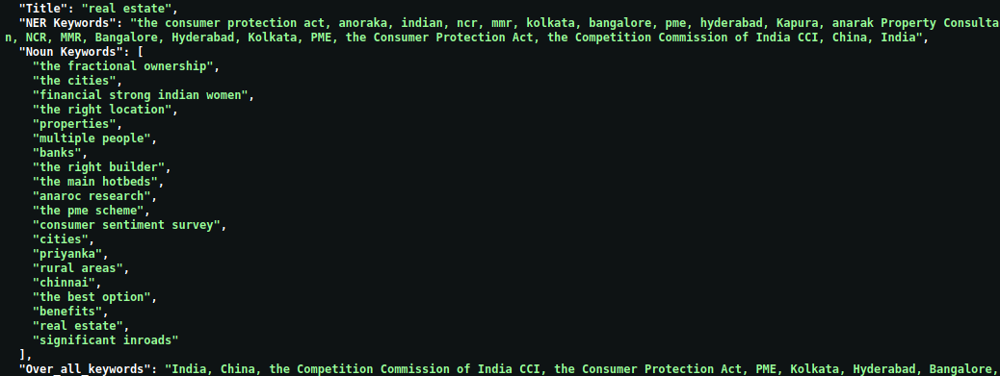 "Title": "real estate",
"NER Keywords": "the consumer protection act, anoraka, indian, ncr, mmr, kolkata, bangalore, pme, hyderabad, Kapura, anarak Property Consulta
n, NCR, MMR, Bangalore, Hyderabad, Kolkata, PME, the Consumer Protection Act, the Competition Commission of India CCI, China, India",
"Noun Keywords": [
"the fractional ownership",
"the cities",
"financial strong indian women",
"the right location",
"properties",
"multiple people",
"banks",
"the right builder",
"the main hotbeds",
"anaroc research",
"the pme scheme",
"consumer sentiment survey",
"cities",
"priyanka",
"rural areas",
"chinnai",
"the best option",
"benefits",
"real estate",
"significant inroads"
],
"Over_all_keywords": "India, China, the Competition Commission of India CCI, the Consumer Protection Act, PME, Kolkata, Hyderabad, Bangalore,